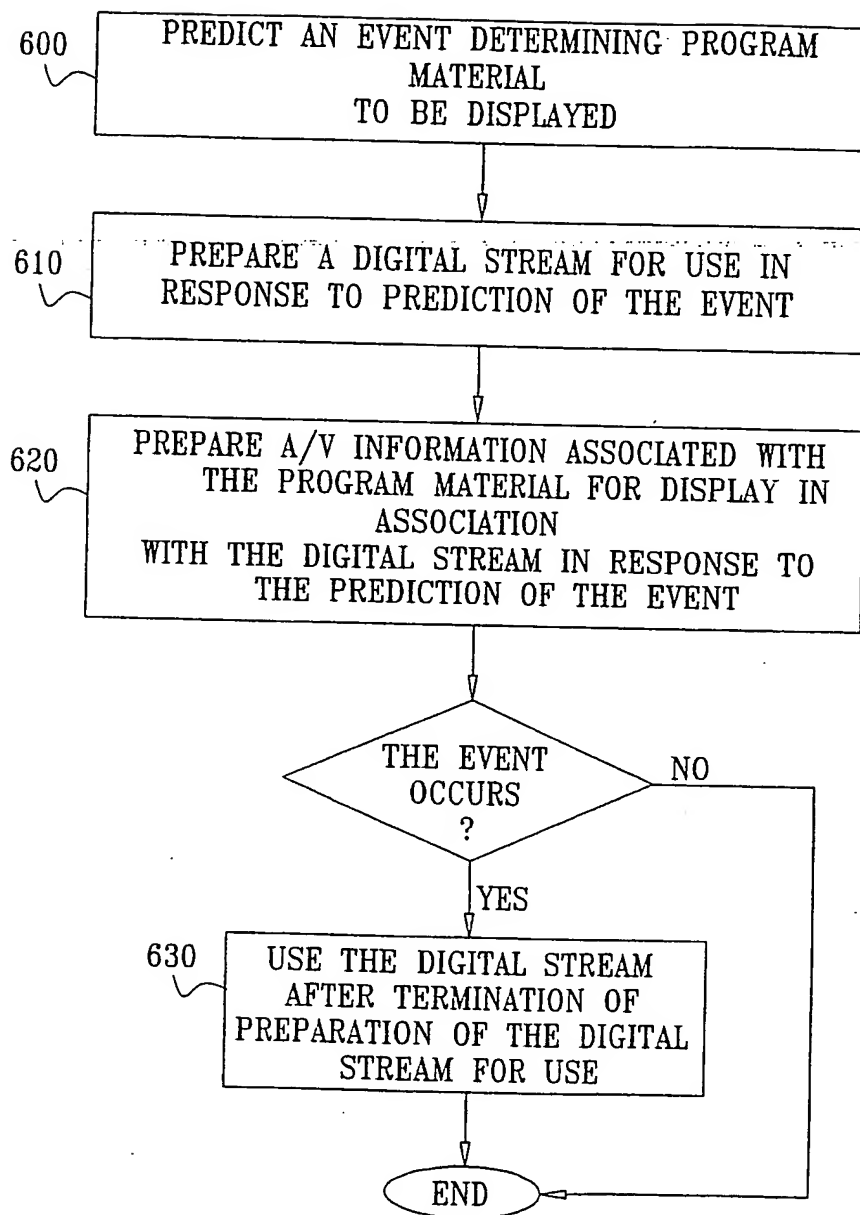 600
PREDICT AN EVENT DETERMINING PROGRAM
MATERIAL
TO BE DISPLAYED
610
PREPARE A DIGITAL STREAM FOR USE IN
RESPONSE TO PREDICTION OF THE EVENT
620
PREPARE A/V INFORMATION ASSOCIATED WITH
THE PROGRAM MATERIAL FOR DISPLAY IN
ASSOCIATION
WITH THE DIGITAL STREAM IN RESPONSE TO
THE PREDICTION OF THE EVENT
THE EVENT
OCCURS
?
NO
YES
630
USE THE DIGITAL STREAM
AFTER TERMINATION OF
PREPARATION OF THE DIGITAL
STREAM FOR USE
END